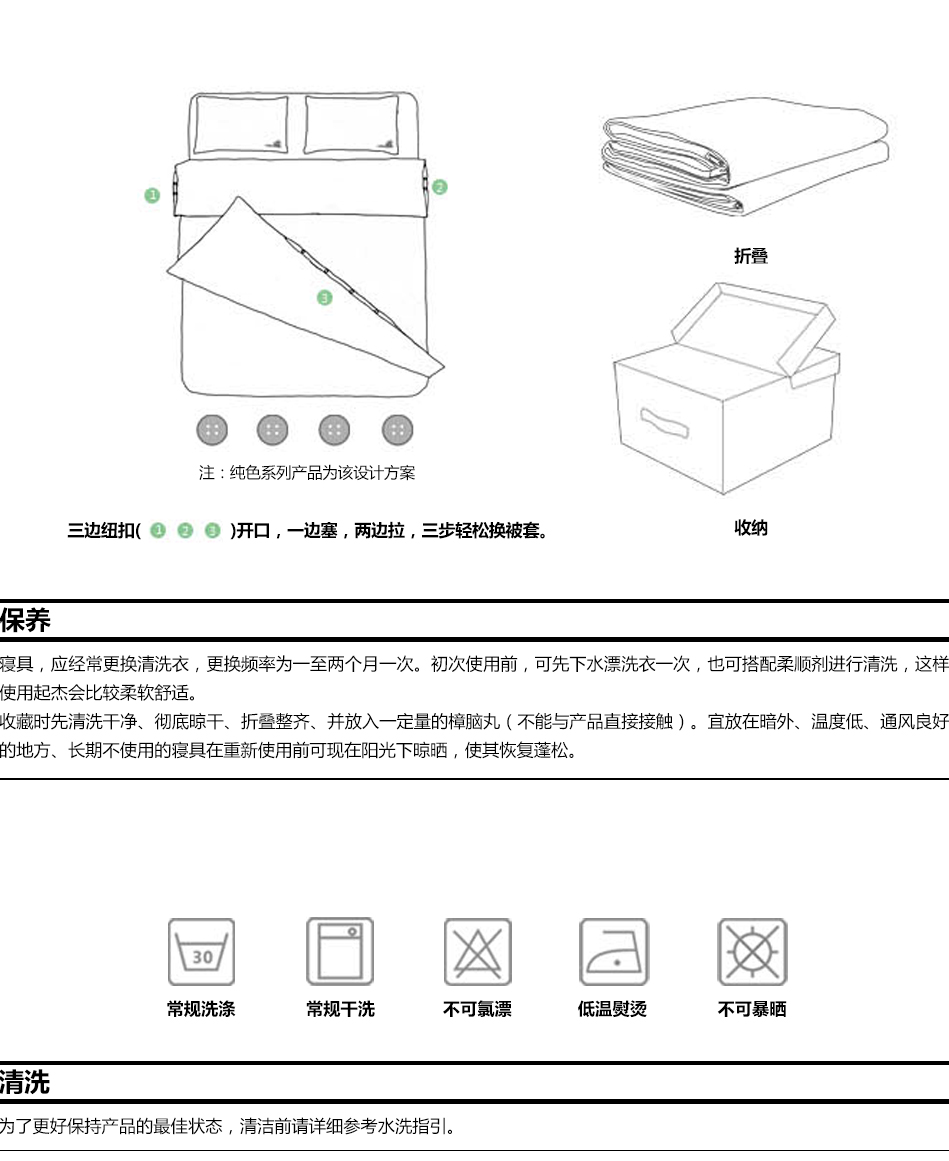 1
2
3
折叠
注：纯色系列产品为该设计方案
三边纽扣( 1 2 3 )开口，一边塞，两边拉，三步轻松换被套。
收纳
保养
寝具，应经常更换清洗衣，更换频率为一至两个月一次。初次使用前，可先下水漂洗衣一次，也可搭配柔顺剂进行清洗，这样
使用起杰会比较柔软舒适。
收藏时先清洗干净、彻底晾干、折叠整齐、并放入一定量的樟脑丸（不能与产品直接接触）。宜放在暗外、温度低、通风良好
的地方、长期不使用的寝具在重新使用前可现在阳光下晾晒，使其恢复蓬松。
30
常规洗涤 常规干洗 不可氯漂 低温熨烫 不可暴晒
清洗
为了更好保持产品的最佳状态，清洁前请详细参考水洗指引。